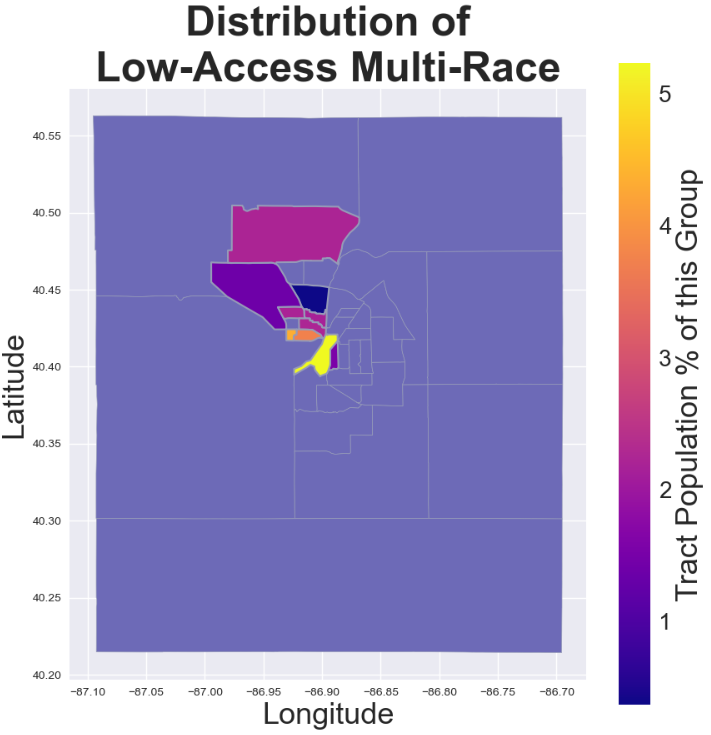 Distribution of
Low-Access Multi-Race
40.55
40.50
40.45
40.40
40.35
40.30
40.25
40.20
Latitude
−87.10 −87.05 −87.00 −86.95 −86.90 −86.85 −86.80 −86.75 −86.70
Longitude
5
4
3
2
1
Tract Population % of this Group